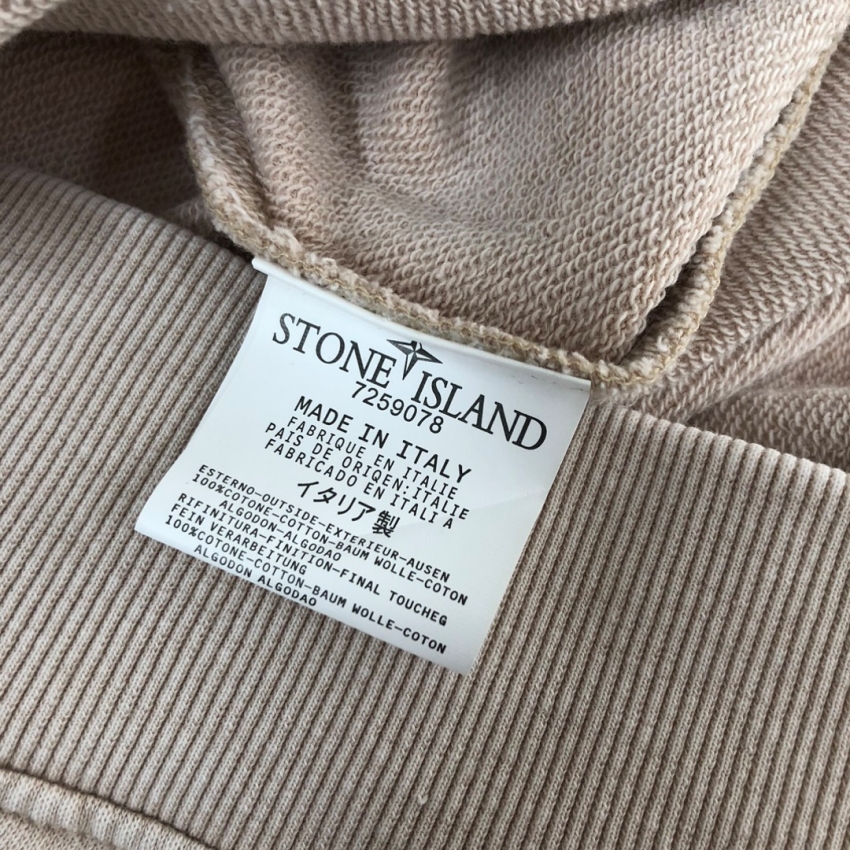 STONE ISLAND
7259078
MADE IN ITALY
FABRIQUE EN ITALIE
PAIS DE ORIQEN:ITALIE
FABRICADO EN ITALI A
イタリア製
ESTERNO-OUTSIDE-EXTERIEUR-AUSEN
100%COTONE-COTTON-BAUM WOLLE-COTON
ALGODON-ALGODAO
RIFINITURA-FINITION-FINAL TOUCHEG
FEIN VERARBEITUNG
100%COTONE-COTTON-BAUM WOLLE-COTON
ALGODON ALGODAO